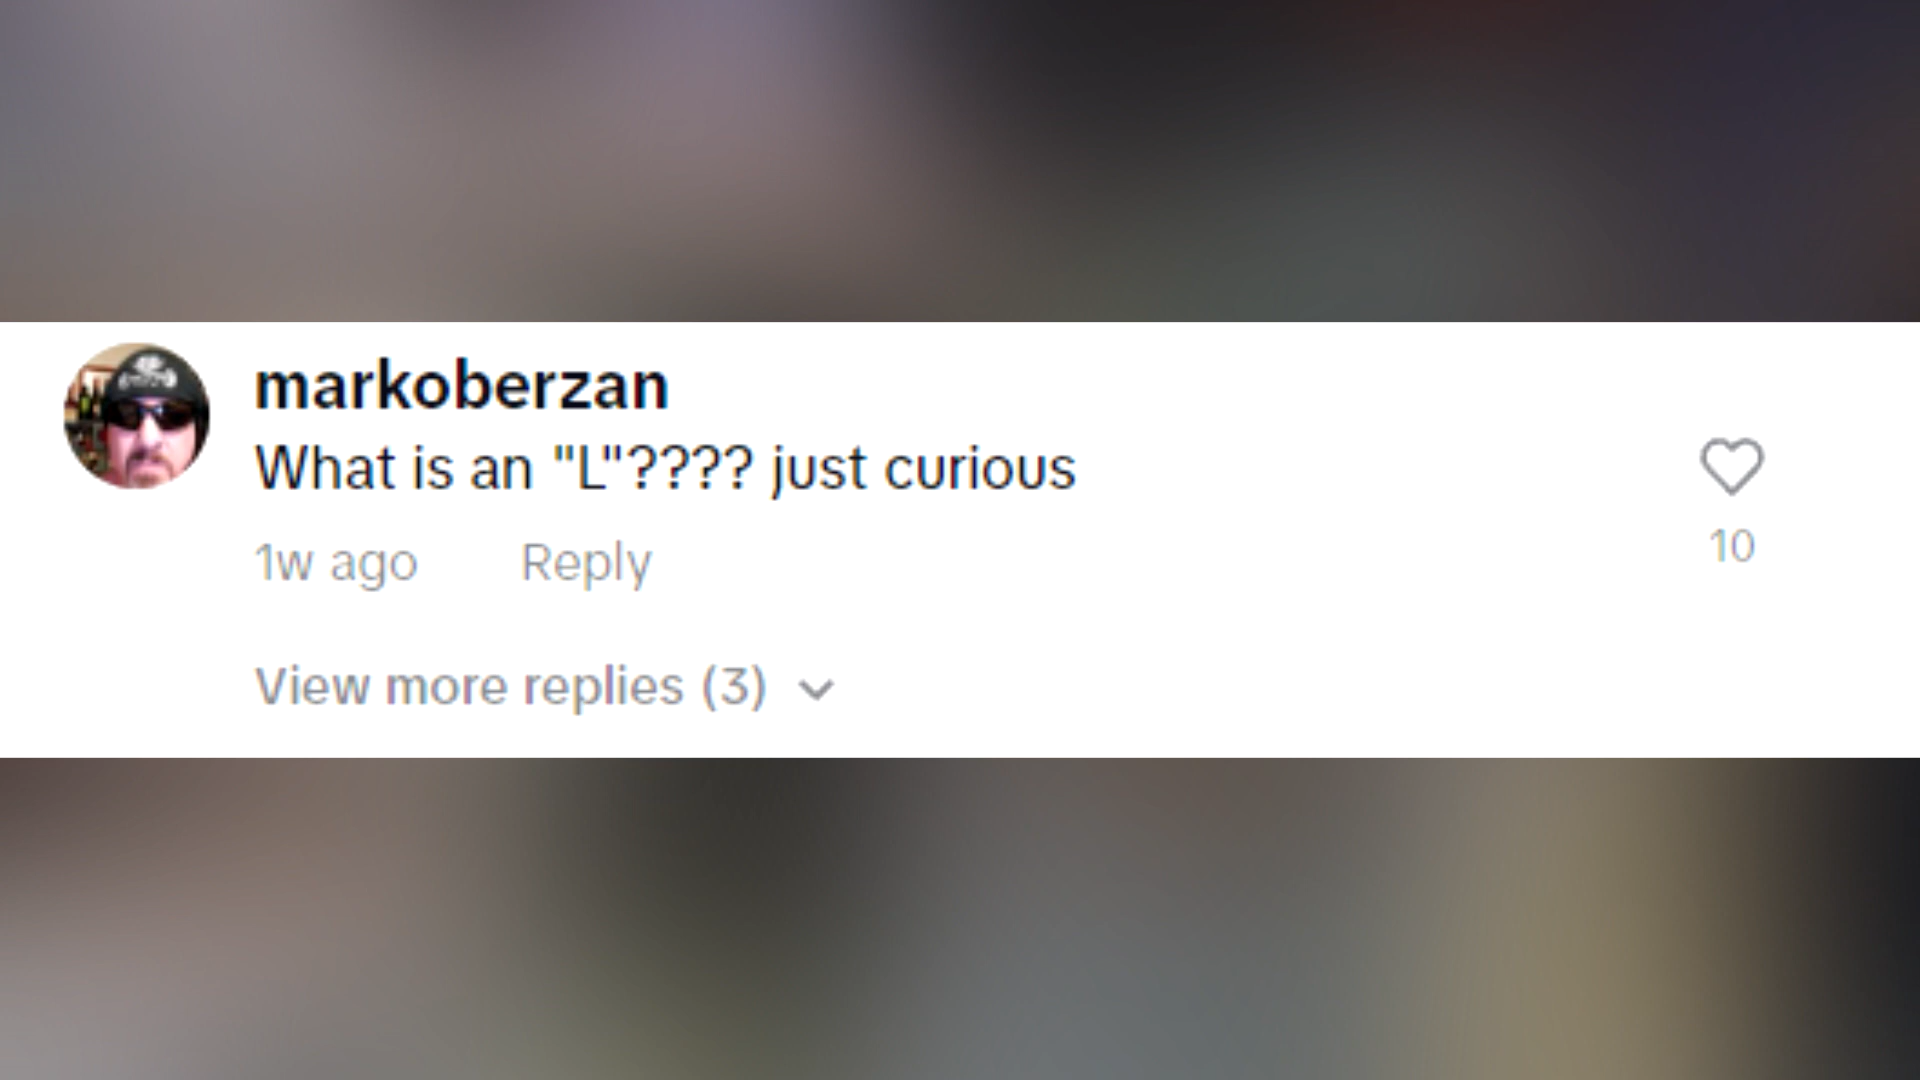 markoberzan
What is an "L"???? just curious
10
1w ago Reply
View more replies (3)